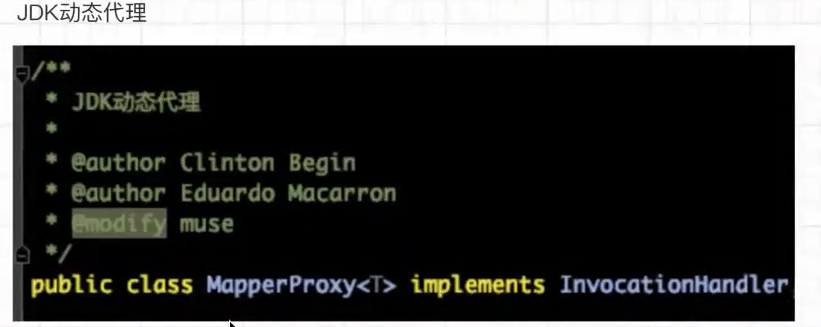 JDK动态代理
/**
* JDK动态代理
*
* @author Clinton Begin
* @author Eduardo Macarron
* @modify muse
*/
public class MapperProxy<T> implements InvocationHandler